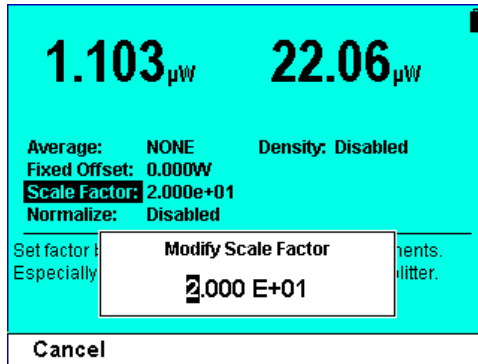 1.103µW 22.06µW
Average: NONE Density: Disabled
Fixed Offset: 0.000W
Scale Factor: 2.000e+01
Normalize: Disabled
Set factor ments.
Especially litter.
Modify Scale Factor
2.000 E+01
Cancel